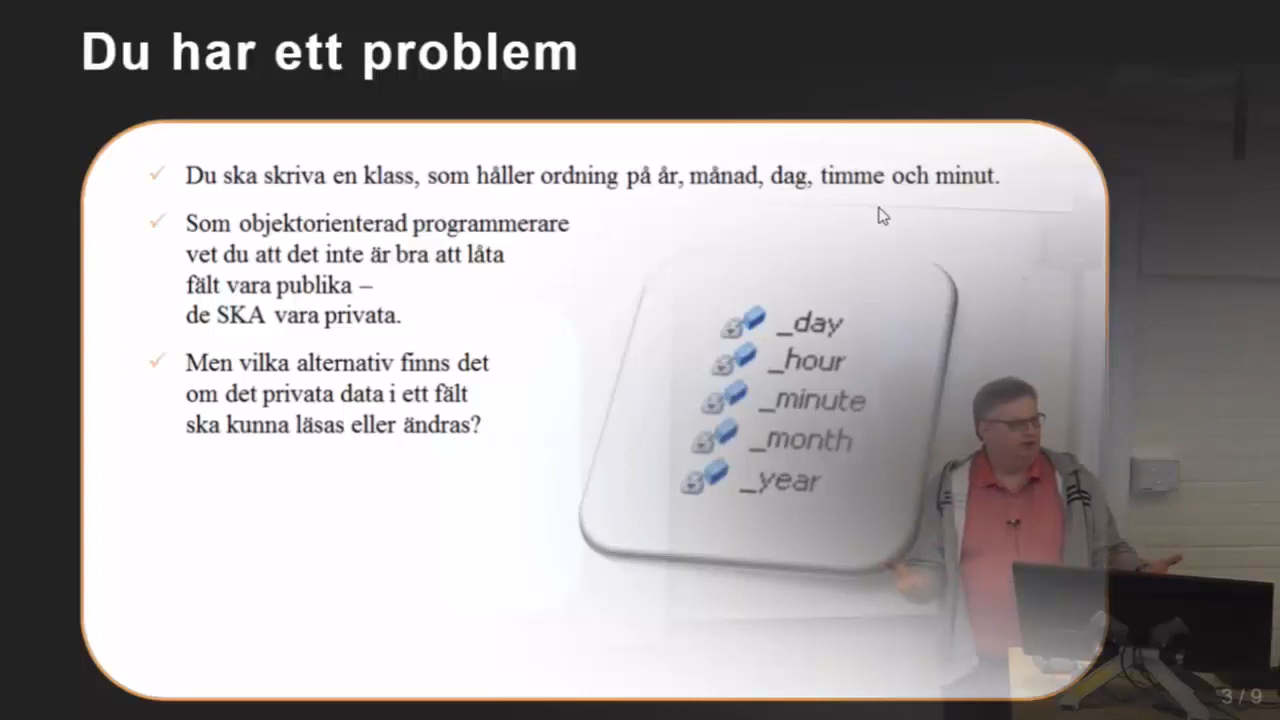 Du har ett problem
Du ska skriva en klass, som håller ordning på år, månad, dag, timme och minut.
Som objektorienterad programmerare
vet du att det inte är bra att låta
fält vara publika –
de SKA vara privata.
Men vilka alternativ finns det
om det privata data i ett fält
ska kunna läsas eller ändras?
_day
_hour
_minute
_month
_year
3 / 9